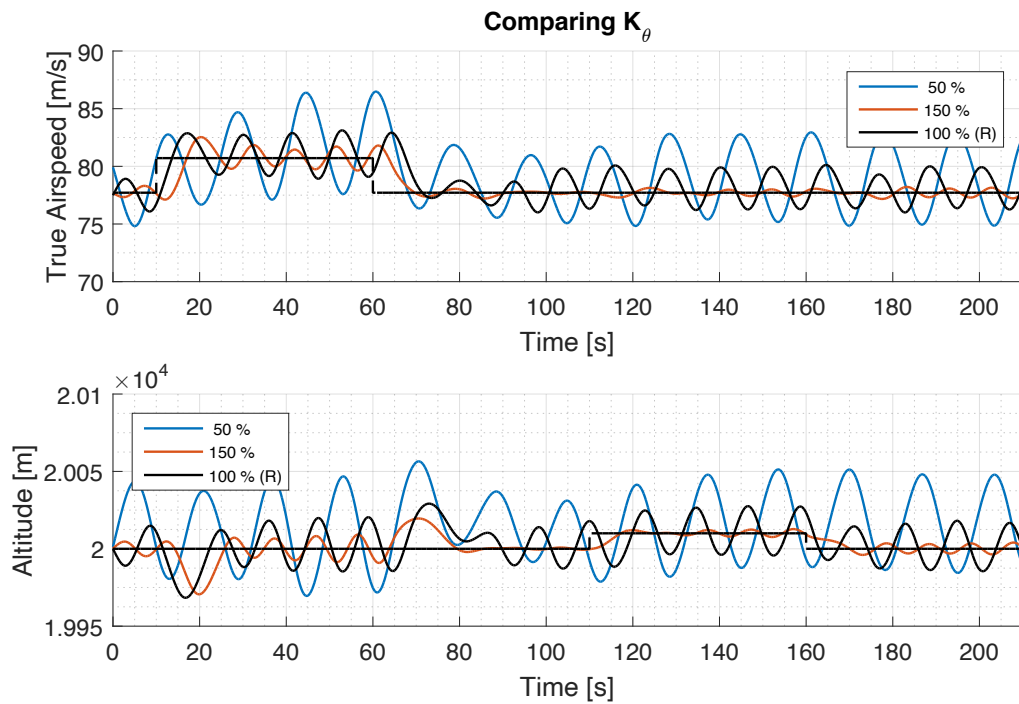 Comparing K_θ
True Airspeed [m/s]
90
85
80
75
70
50 %
150 %
100 % (R)
0 20 40 60 80 100 120 140 160 180 200
Time [s]
×10⁴
Altitude [m]
2.01
2.005
2
1.995
50 %
150 %
100 % (R)
0 20 40 60 80 100 120 140 160 180 200
Time [s]